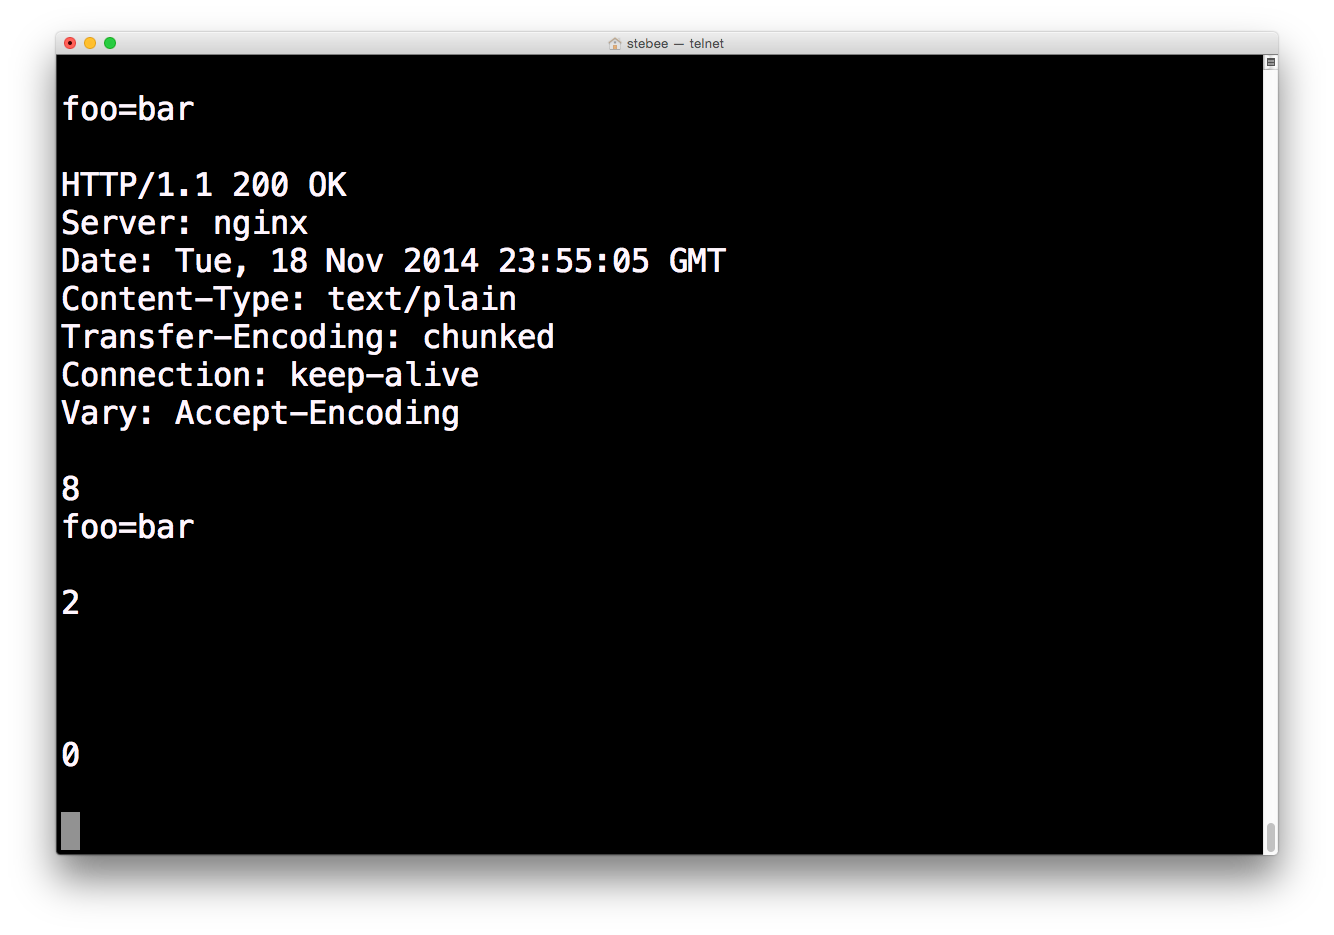 stebee — telnet
foo=bar
HTTP/1.1 200 OK
Server: nginx
Date: Tue, 18 Nov 2014 23:55:05 GMT
Content-Type: text/plain
Transfer-Encoding: chunked
Connection: keep-alive
Vary: Accept-Encoding
8
foo=bar
2
0